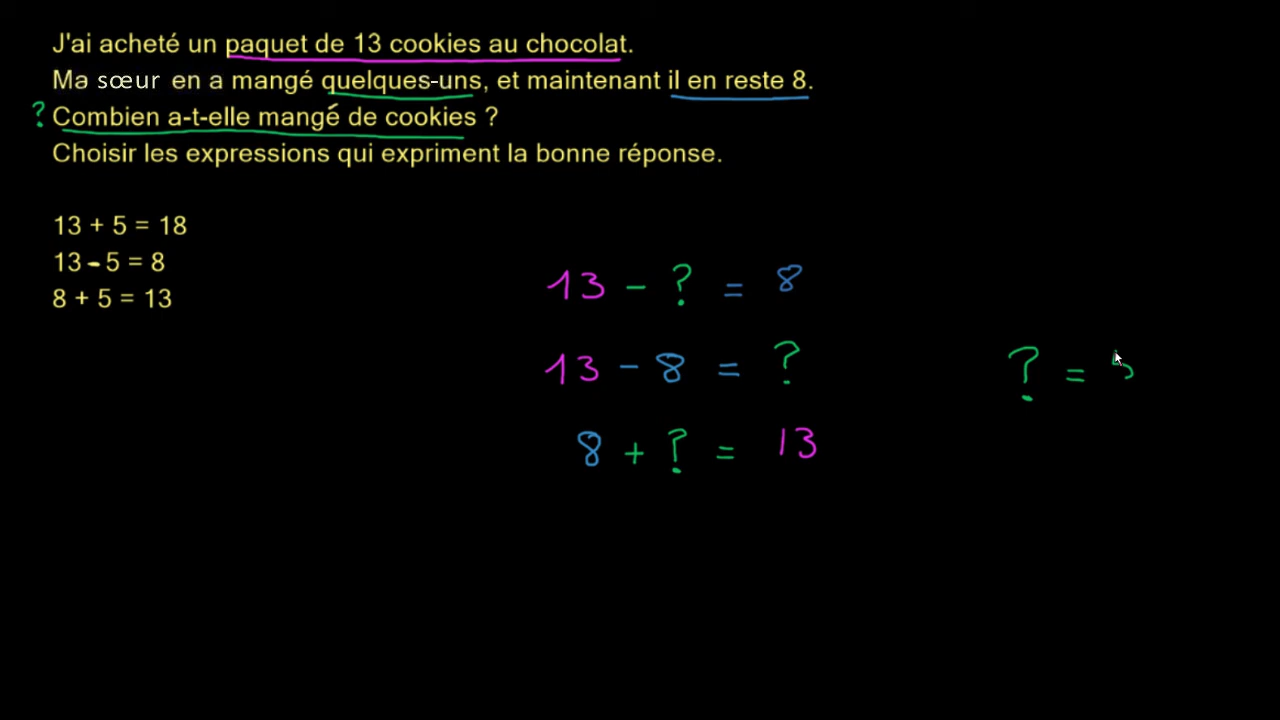 J'ai acheté un paquet de 13 cookies au chocolat.
Ma sœur en a mangé quelques-uns, et maintenant il en reste 8.
? Combien a-t-elle mangé de cookies ?
Choisir les expressions qui expriment la bonne réponse.
13 + 5 = 18
13 - 5 = 8
8 + 5 = 13
13 - ? = 8
13 - 8 = ?
8 + ? = 13
? =